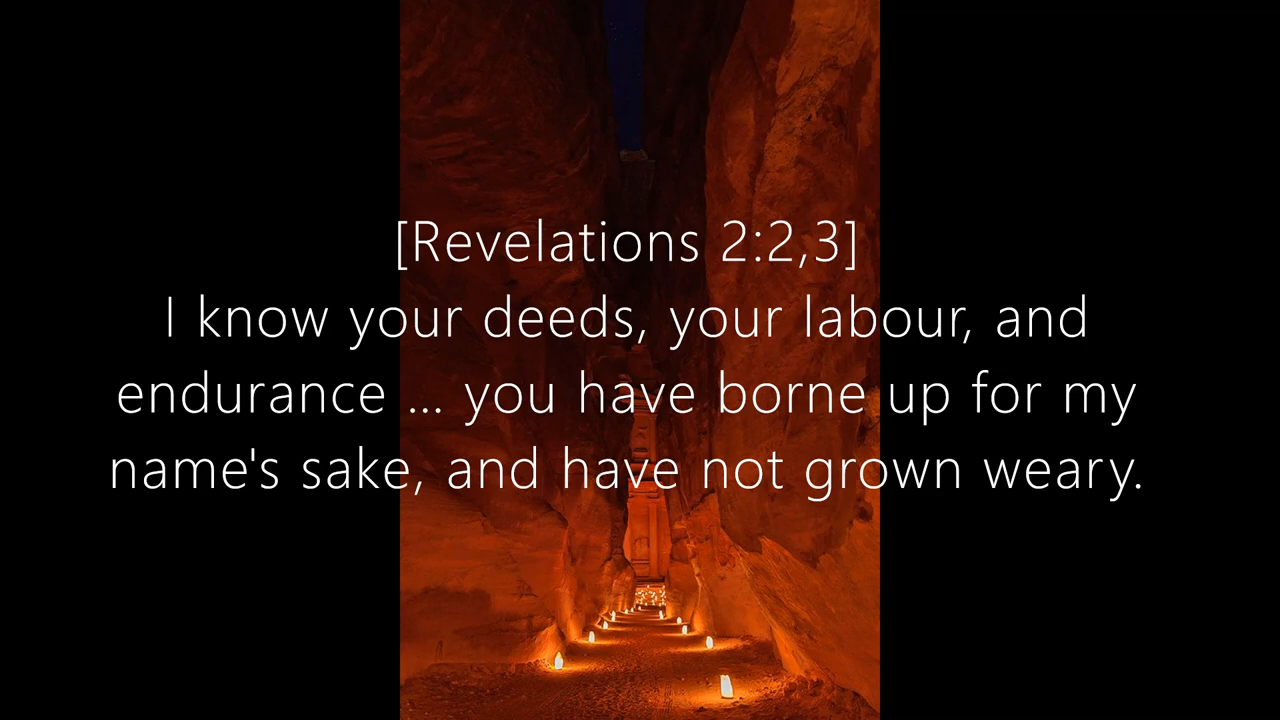 [Revelations 2:2,3]
I know your deeds, your labour, and
endurance ... you have borne up for my
name's sake, and have not grown weary.